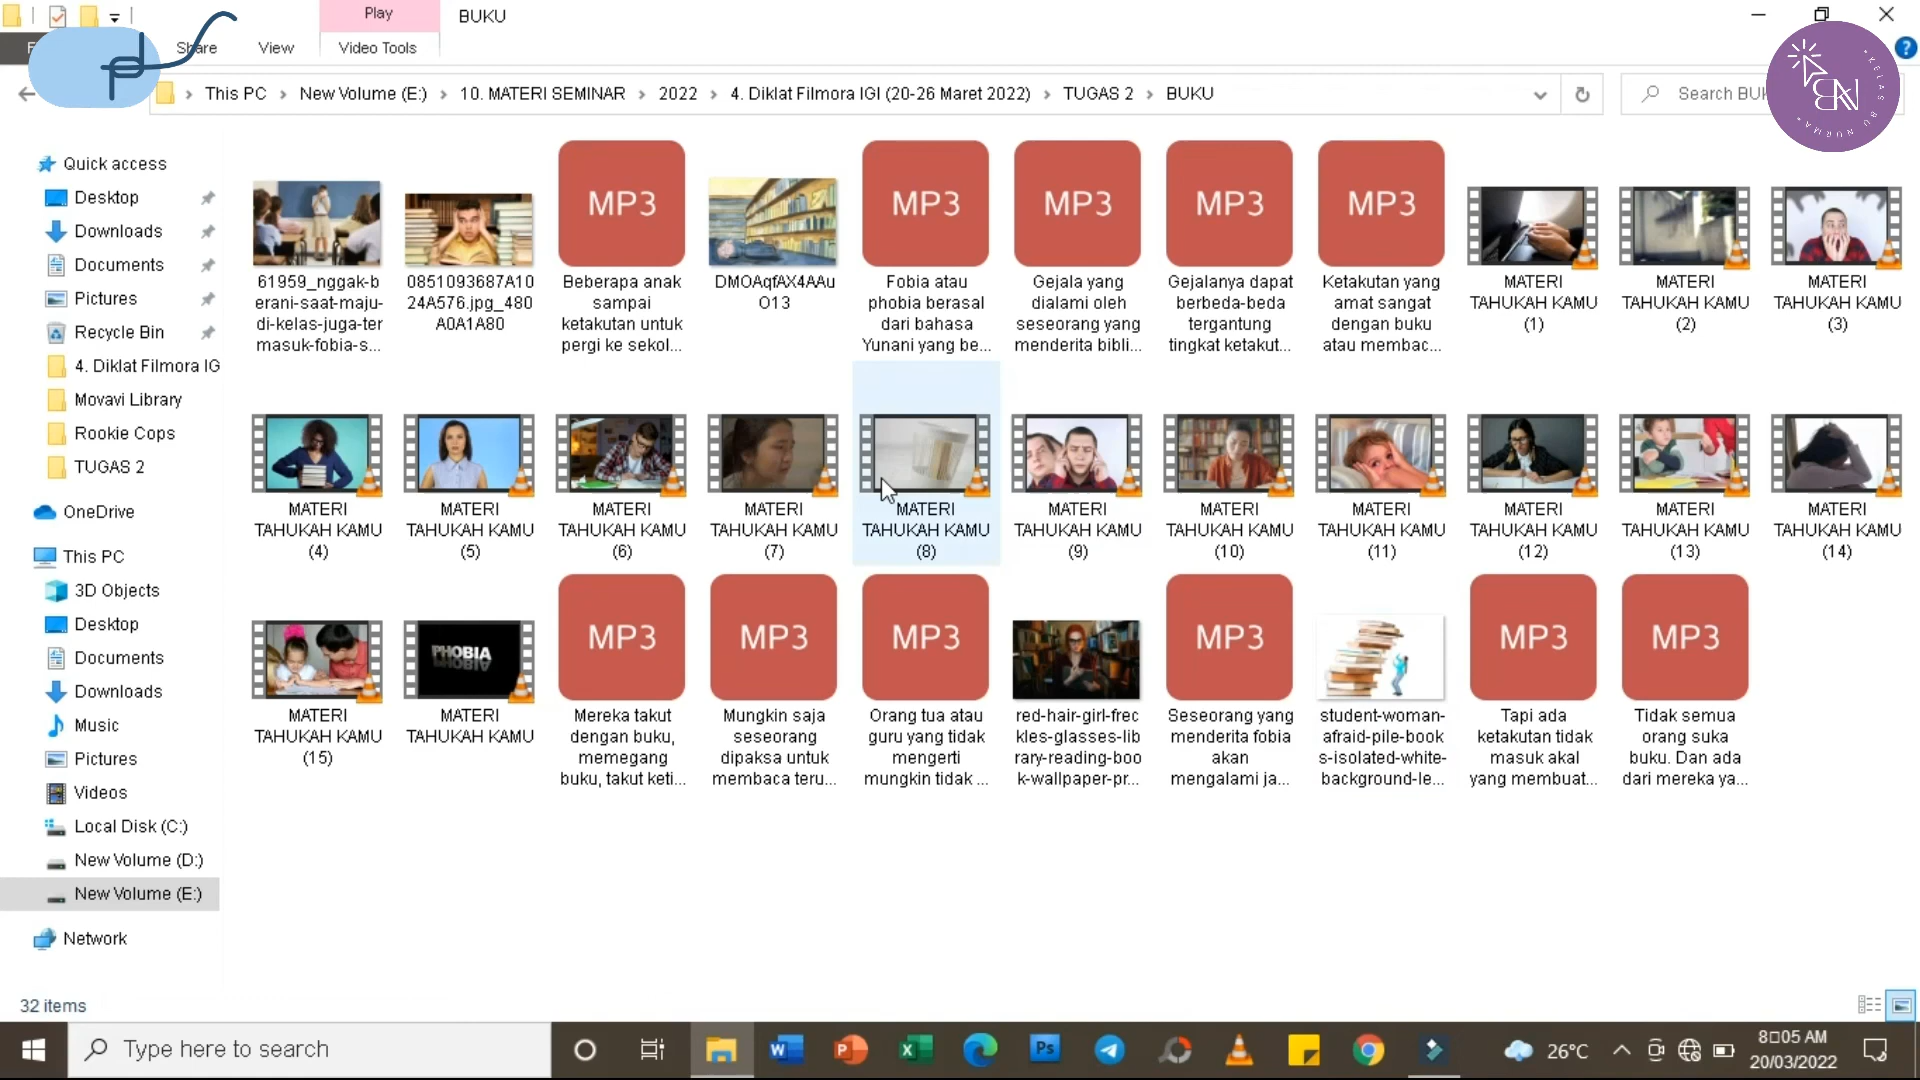 Play
BUKU
Share
View
Video Tools
This PC
New Volume (E:)
10. MATERI SEMINAR
2022
4. Diklat Filmora IGI (20-26 Maret 2022)
TUGAS 2
BUKU
Search BU
BN
KELAS BU NURMA
Quick access
Desktop
Downloads
Documents
Pictures
Recycle Bin
4. Diklat Filmora IG
Movavi Library
Rookie Cops
TUGAS 2
OneDrive
This PC
3D Objects
Desktop
Documents
Downloads
Music
Pictures
Videos
Local Disk (C:)
New Volume (D:)
New Volume (E:)
Network
61959_nggak-b
erani-saat-maju-
di-kelas-juga-ter
masuk-fobia-s...
0851093687A10
24A576.jpg_480
A0A1A80
MP3
Beberapa anak
sampai
ketakutan untuk
pergi ke sekol...
DMOAqfAX4AAu
O13
MP3
Fobia atau
phobia berasal
dari bahasa
Yunani yang be...
MP3
Gejala yang
dialami oleh
seseorang yang
menderita bibli...
MP3
Gejalanya dapat
berbeda-beda
tergantung
tingkat ketakut...
MP3
Ketakutan yang
amat sangat
dengan buku
atau membac...
MATERI
TAHUKAH KAMU
(1)
MATERI
TAHUKAH KAMU
(2)
MATERI
TAHUKAH KAMU
(3)
MATERI
TAHUKAH KAMU
(4)
MATERI
TAHUKAH KAMU
(5)
MATERI
TAHUKAH KAMU
(6)
MATERI
TAHUKAH KAMU
(7)
MATERI
TAHUKAH KAMU
(8)
MATERI
TAHUKAH KAMU
(9)
MATERI
TAHUKAH KAMU
(10)
MATERI
TAHUKAH KAMU
(11)
MATERI
TAHUKAH KAMU
(12)
MATERI
TAHUKAH KAMU
(13)
MATERI
TAHUKAH KAMU
(14)
MATERI
TAHUKAH KAMU
(15)
PHOBIA
MATERI
TAHUKAH KAMU
MP3
Mereka takut
dengan buku,
memegang
buku, takut keti...
MP3
Mungkin saja
seseorang
dipaksa untuk
membaca teru...
MP3
Orang tua atau
guru yang tidak
mengerti
mungkin tidak ...
red-hair-girl-frec
kles-glasses-lib
rary-reading-boo
k-wallpaper-pr...
MP3
Seseorang yang
menderita fobia
akan
mengalami ja...
student-woman-
afraid-pile-book
s-isolated-white-
background-le...
MP3
Tapi ada
ketakutan tidak
masuk akal
yang membuat...
MP3
Tidak semua
orang suka
buku. Dan ada
dari mereka ya...
32 items
Type here to search
26°C
8□05 AM
20/03/2022